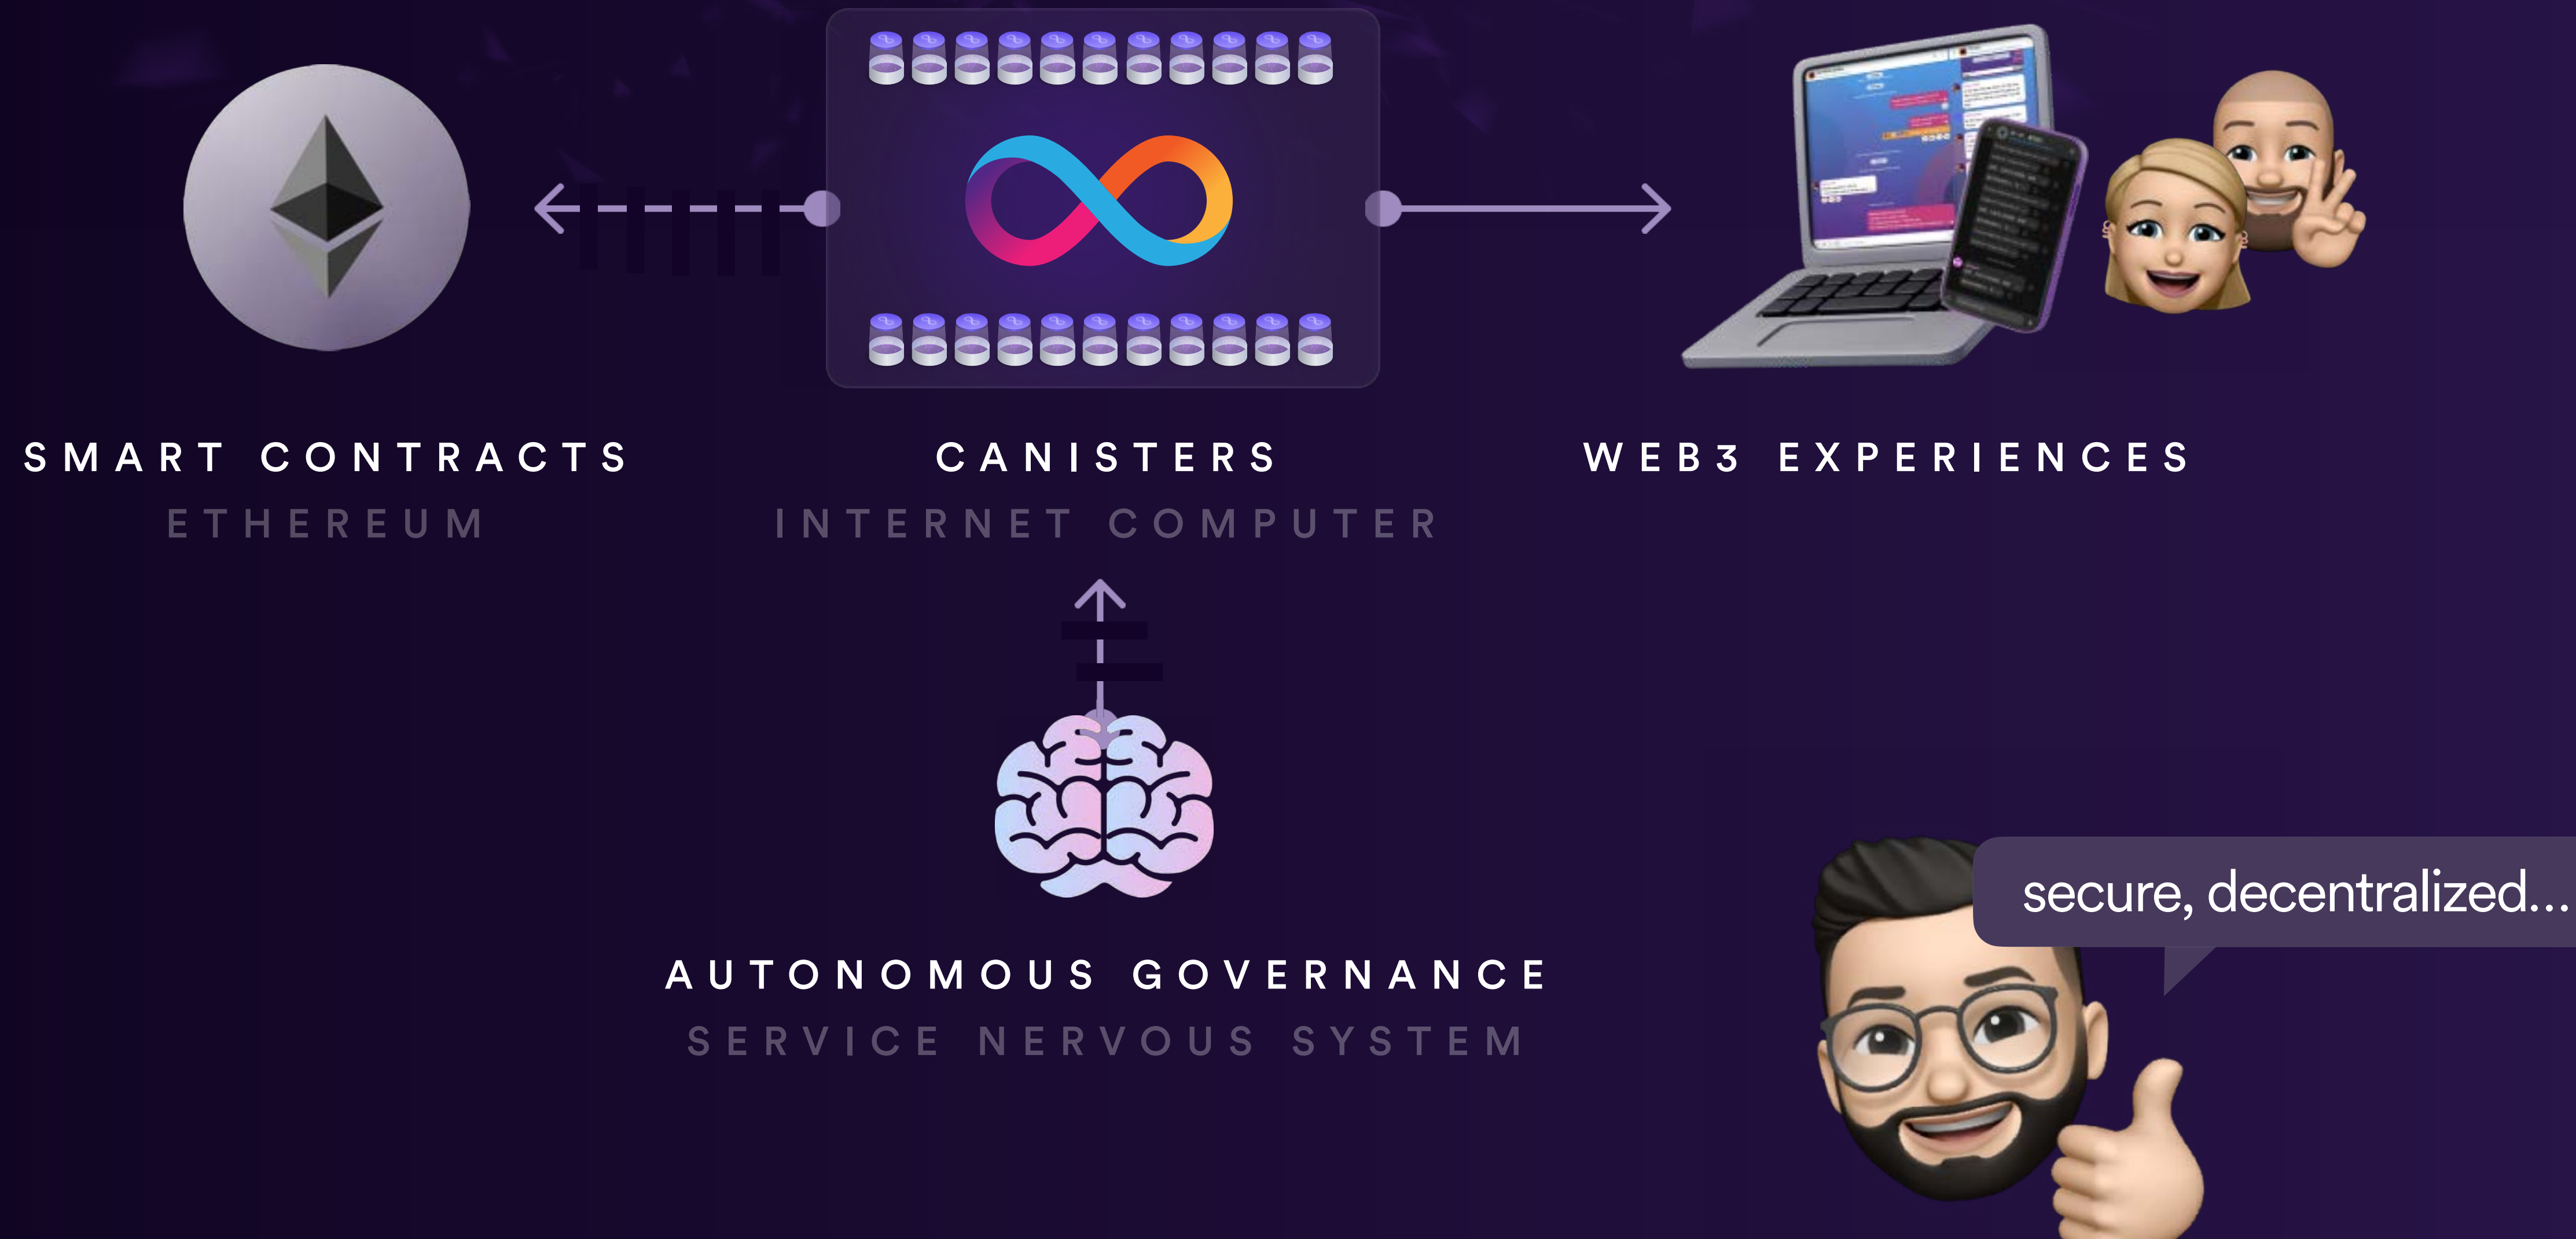 SMART CONTRACTS
ETHEREUM
CANISTERS
INTERNET COMPUTER
WEB3 EXPERIENCES
AUTONOMOUS GOVERNANCE
SERVICE NERVOUS SYSTEM
secure, decentralized...